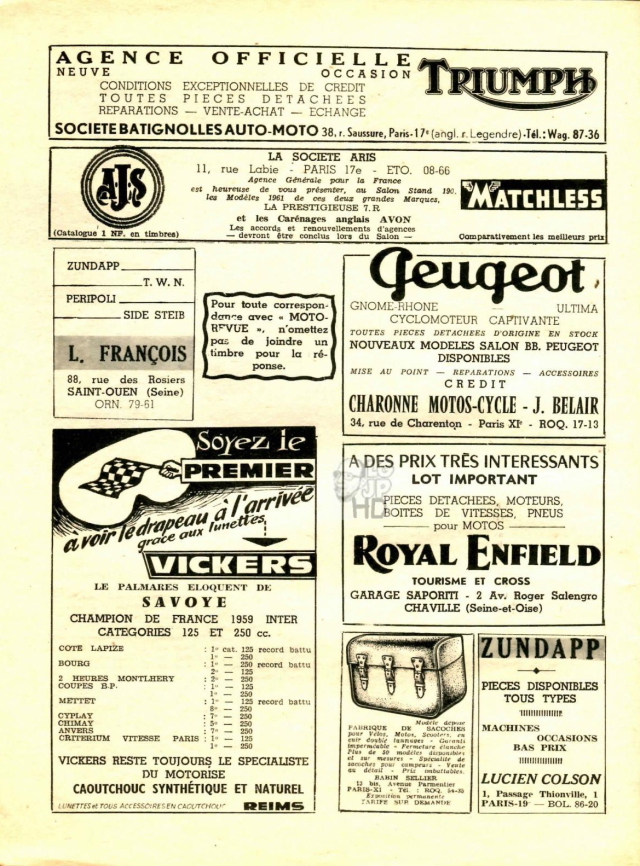 AGENCE OFFICIELLE
NEUVE OCCASION
CONDITIONS EXCEPTIONNELLES DE CREDIT
TOUTES PIECES DETACHEES
REPARATIONS — VENTE-ACHAT — ECHANGE
TRIUMPH
SOCIETE BATIGNOLLES AUTO-MOTO 38, r. Saussure, Paris-17e (angl. r. Legendre) - Tél.: Wag. 87-36
AJS
(Catalogue 1 NF. en timbres)
LA SOCIETE ARIS
11, rue Labie - PARIS 17e - ETO. 08-66
Agence Générale pour la France
est heureuse de vous présenter, au Salon Stand 190,
les Modèles 1961 de ces deux grandes Marques,
LA PRESTIGIEUSE 7.R
et les Carénages anglais AVON
Les accords et renouvellements d'agences
— devront être conclus lors du Salon —
MATCHLESS
Comparativement les meilleurs prix
ZUNDAPP
T. W. N.
PERIPOLI
SIDE STEIB
L. FRANÇOIS
88, rue des Rosiers
SAINT-OUEN (Seine)
ORN. 79-61
Pour toute correspon-
dance avec « MOTO-
REVUE », n'omettez
pas de joindre un
timbre pour la ré-
ponse.
Peugeot
GNOME-RHONE - ULTIMA
CYCLOMOTEUR CAPTIVANTE
TOUTES PIECES DETACHEES D'ORIGINE EN STOCK
NOUVEAUX MODELES SALON BB. PEUGEOT
DISPONIBLES
MISE AU POINT — REPARATIONS — ACCESSOIRES
CREDIT
CHARONNE MOTOS-CYCLE - J. BELAIR
34, rue de Charenton - Paris XIe - ROQ. 17-13
Soyez le
PREMIER
à voir le drapeau à l'arrivée
grace aux lunettes
VICKERS
LE PALMARES ELOQUENT DE
SAVOYE
CHAMPION DE FRANCE 1959 INTER
CATEGORIES 125 ET 250 cc.
COTE LAPIZE : 1er cat. 125 record battu
1er — 250
BOURG : 1er — 250 record battu
2e — 125
2 HEURES MONTLHERY : 2e — 250
COUPES B.P. : 1er — 125
1er — 250
METTET : 1er — 125 record battu
8e — 250
CYPLAY : 7e — 250
CHIMAY : 5e — 250
ANVERS : 7e — 250
CRITERIUM VITESSE PARIS : 1er — 125
1er — 250
VICKERS RESTE TOUJOURS LE SPECIALISTE
DU MOTORISE
CAOUTCHOUC SYNTHÉTIQUE ET NATUREL
LUNETTES et TOUS ACCESSOIRES EN CAOUTCHOUC REIMS
A DES PRIX TRÈS INTERESSANTS
LOT IMPORTANT
PIECES DETACHEES, MOTEURS,
BOITES DE VITESSES, PNEUS
pour MOTOS
ROYAL ENFIELD
TOURISME ET CROSS
GARAGE SAPORITI - 2 Av. Roger Salengro
CHAVILLE (Seine-et-Oise)
Modèle déposé
FABRIQUE DE SACOCHES
pour Vélos, Motos, Scooters, en
cuir double tannages - Garanti
imperméable - Fermeture étanche
Plus de 50 modèles disponibles
et sur mesures - Spécialité de
sacoches pour campeurs - Vente
au détail - Prix imbattables.
BABIN SELLIER
12 bis, Avenue Parmentier
PARIS-XI - Tél. : ROQ.
Exposition permanente
TARIFE SUR DEMANDE
ZUNDAPP
PIECES DISPONIBLES
TOUS TYPES
MACHINES
OCCASIONS
BAS PRIX
LUCIEN COLSON
1, Passage Thionville, 1
PARIS-19 — BOL. 86-20